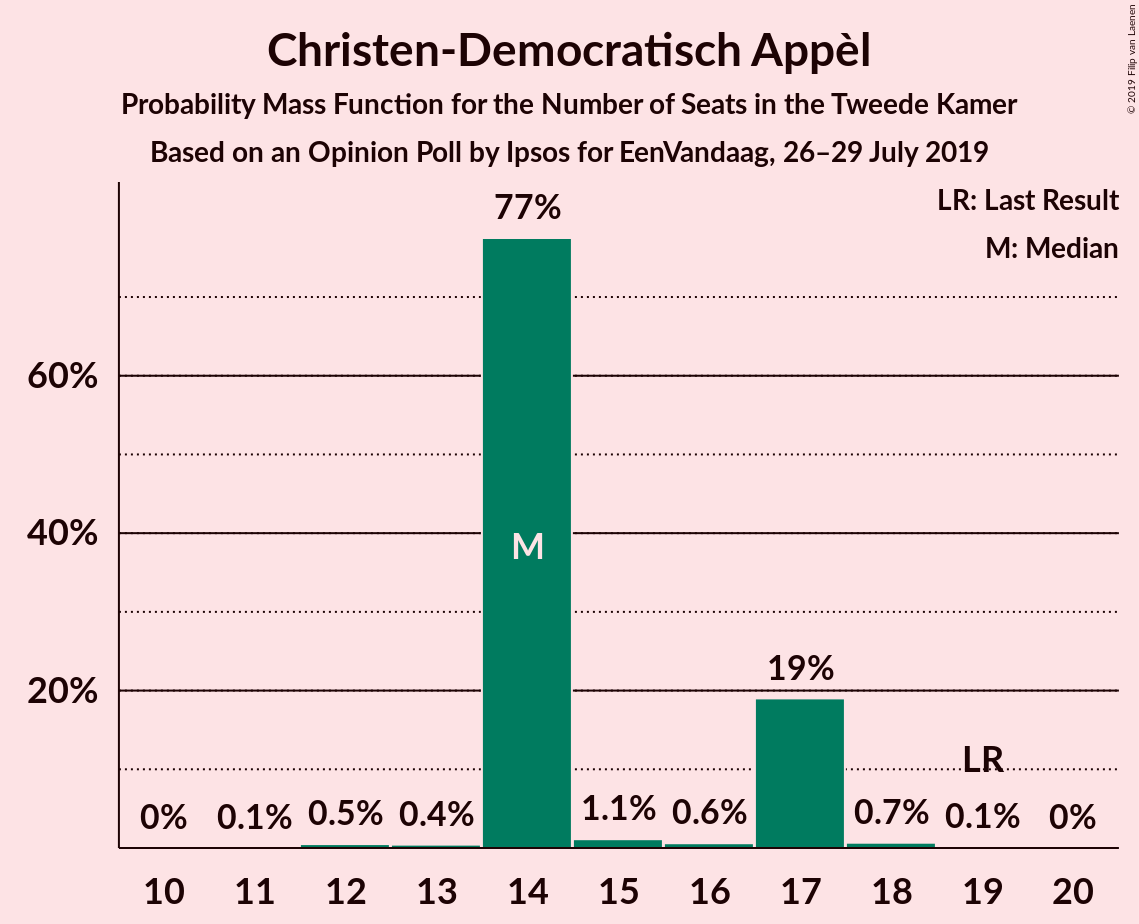 Christen-Democratisch Appèl
Probability Mass Function for the Number of Seats in the Tweede Kamer
Based on an Opinion Poll by Ipsos for EenVandaag, 26–29 July 2019
© 2019 Filip van Laenen
LR: Last Result
M: Median
77%
60%
40%
M
20%
19%
LR
0%
0.1%
0.5%
0.4%
1.1%
0.6%
0.7%
0.1%
0%
10 11 12 13 14 15 16 17 18 19 20